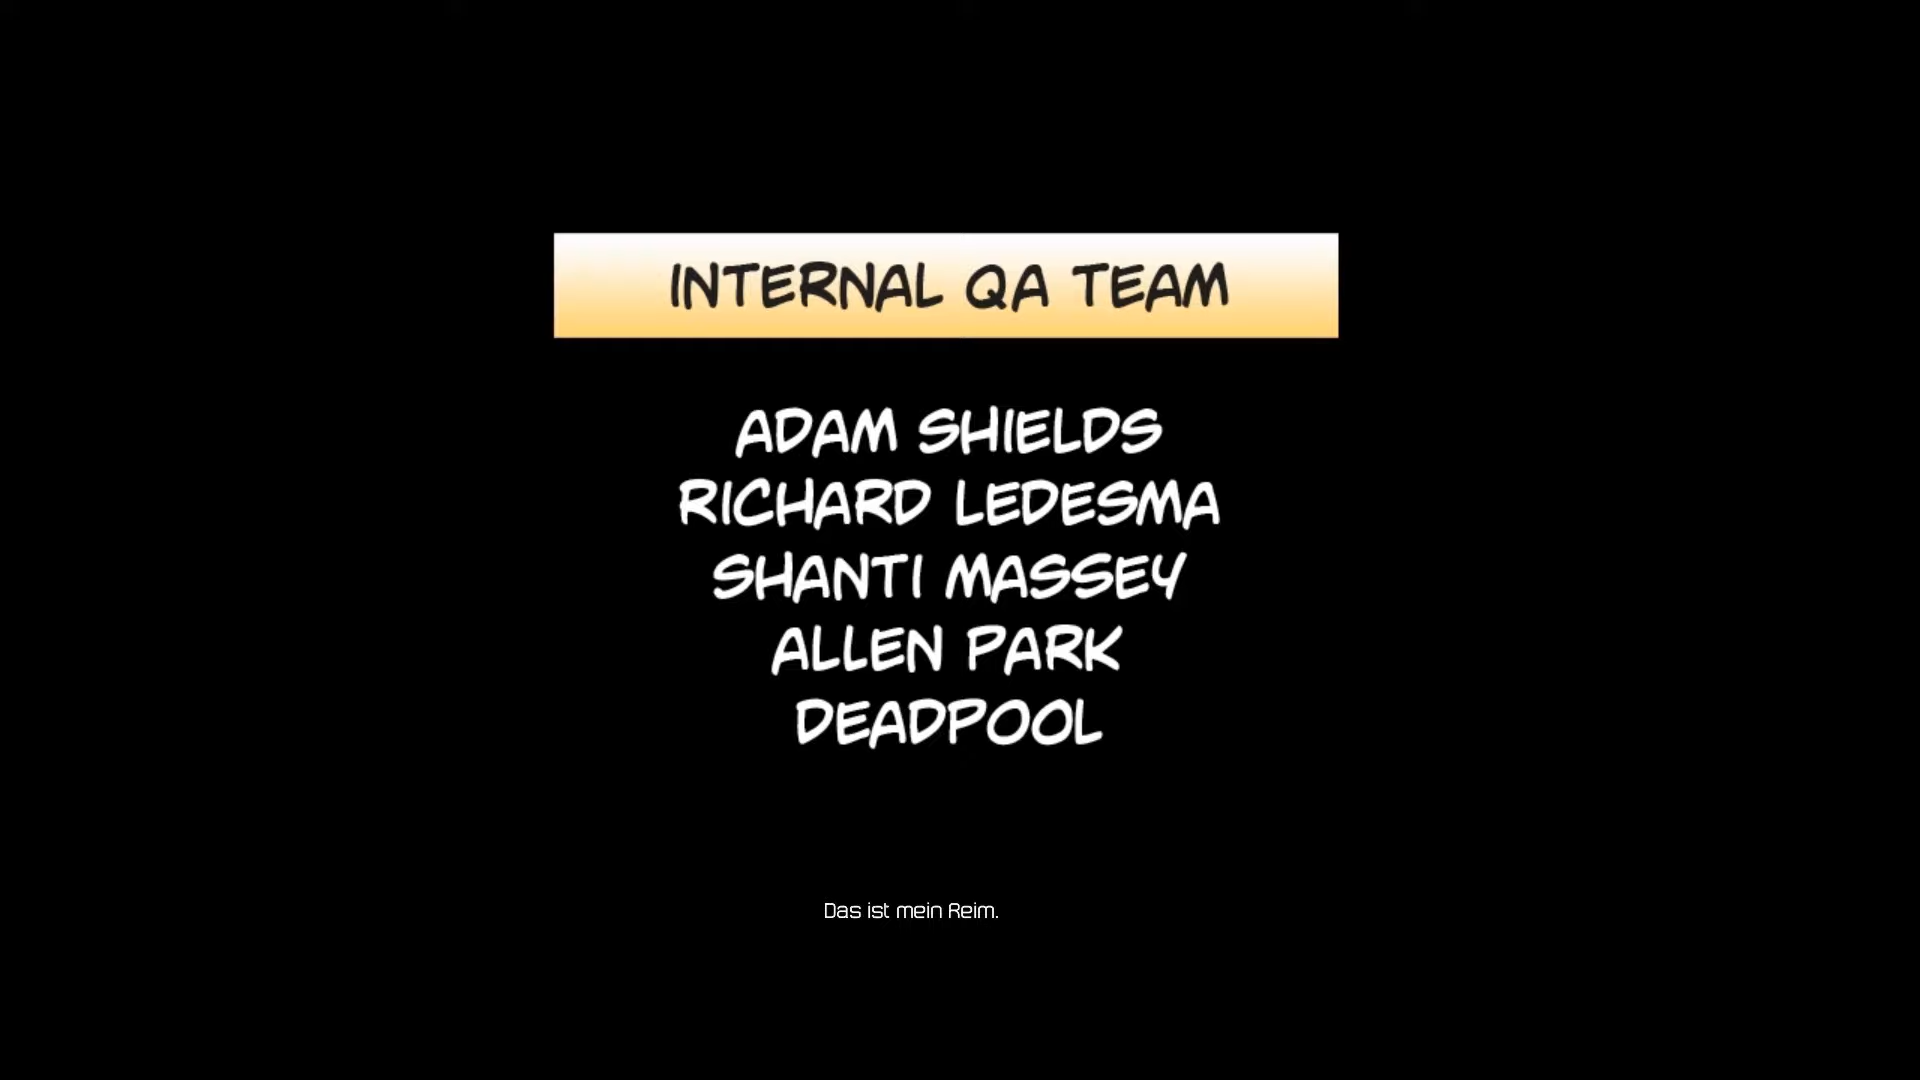 INTERNAL QA TEAM
ADAM SHIELDS
RICHARD LEDESMA
SHANTI MASSEY
ALLEN PARK
DEADPOOL
Das ist mein Reim.